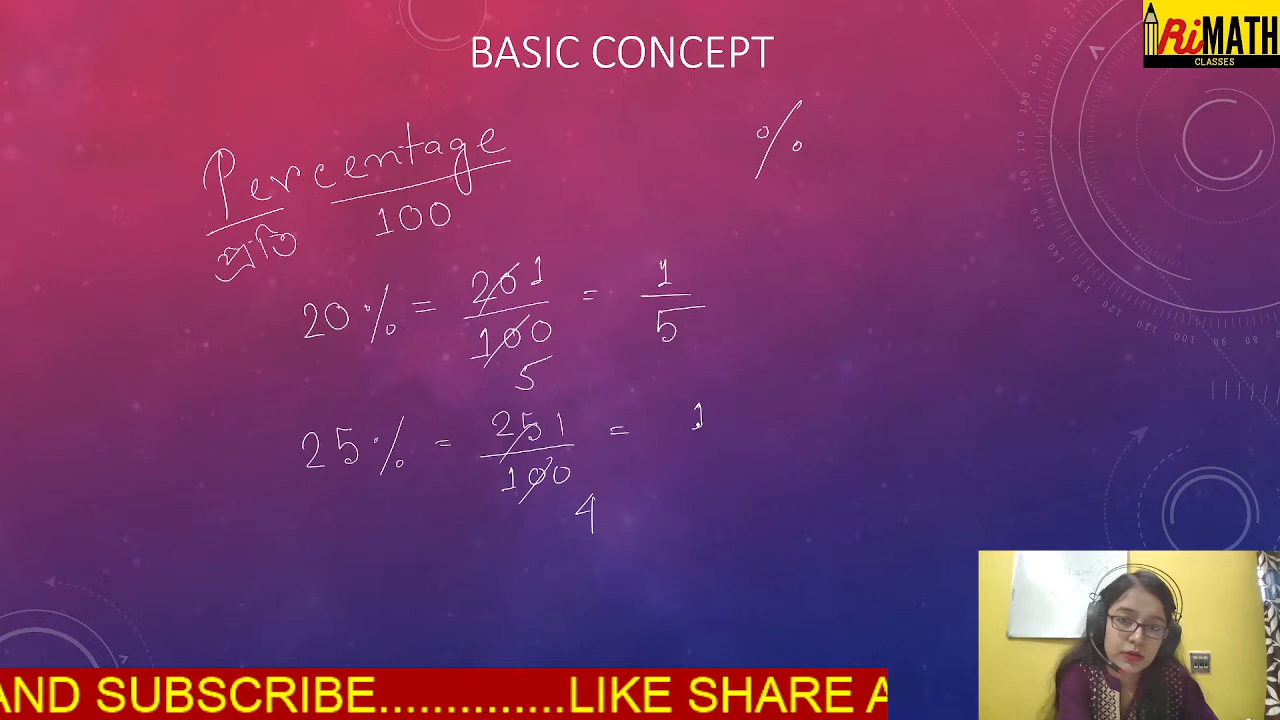 BASIC CONCEPT
RiMATH
CLASSES
Percentage
%
প্রতি
100
20% = 20 1 / 100 5 = 1/5
25% = 25 1 / 100 4 = 1
AND SUBSCRIBE..............LIKE SHARE A